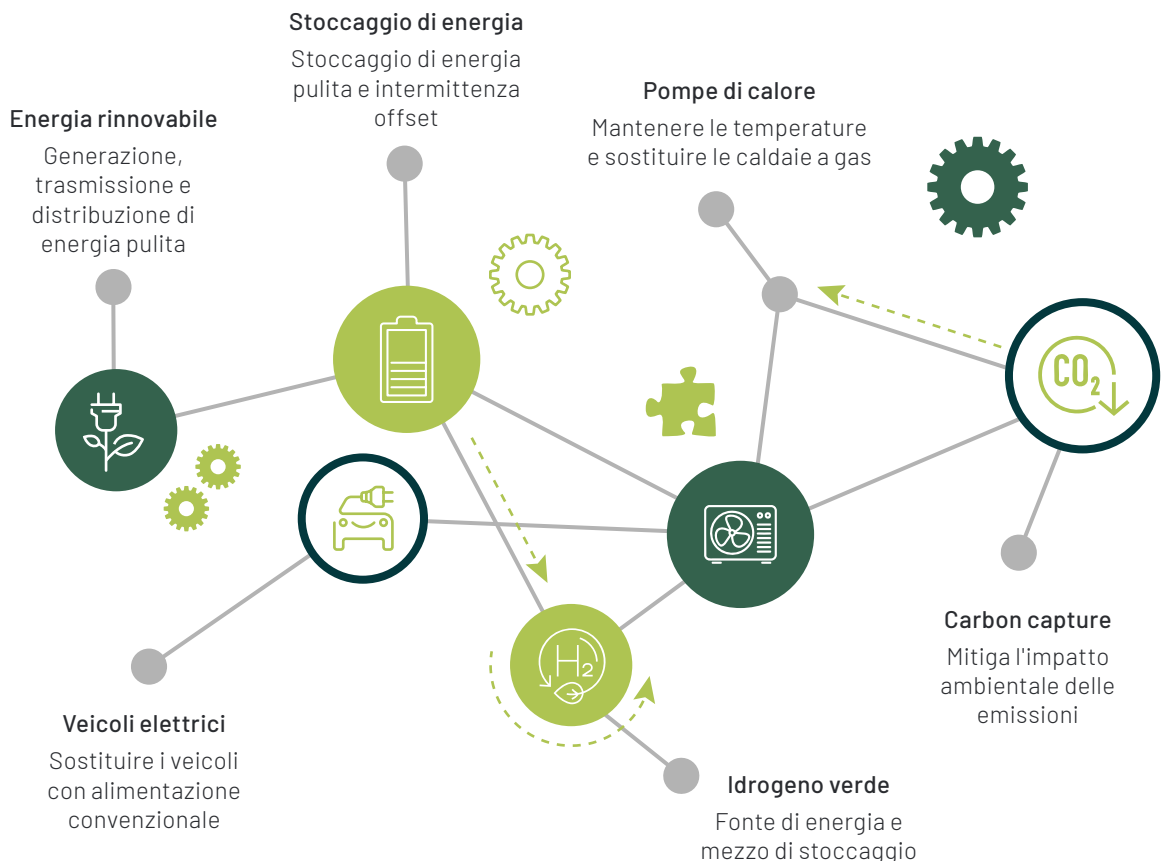 Stoccaggio di energia
Stoccaggio di energia
pulita e intermittenza
offset
Energia rinnovabile
Generazione,
trasmissione e
distribuzione di
energia pulita
Pompe di calore
Mantenere le temperature
e sostituire le caldaie a gas
CO₂
H₂
Veicoli elettrici
Sostituire i veicoli
con alimentazione
convenzionale
Carbon capture
Mitiga l'impatto
ambientale delle
emissioni
Idrogeno verde
Fonte di energia e
mezzo di stoccaggio